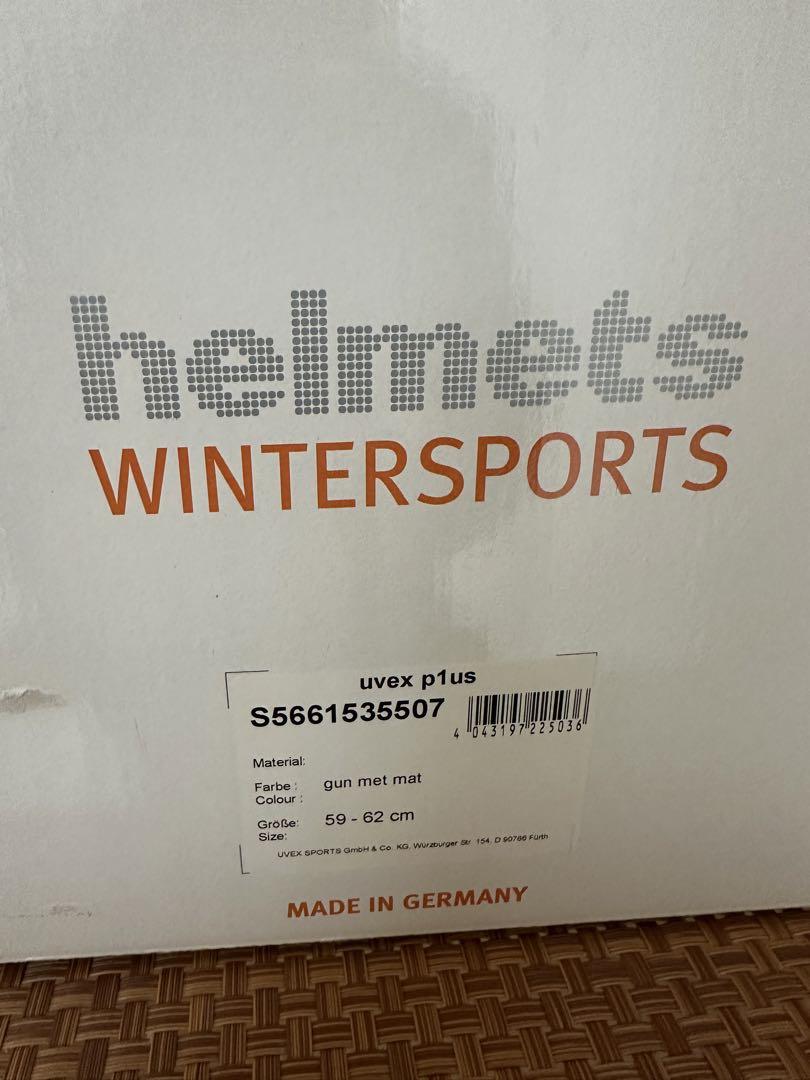 helmets
WINTERSPORTS
uvex p1us
S5661535507
4 043197 225036
Material:
Farbe : gun met mat
Colour :
Größe: 59 - 62 cm
Size:
UVEX SPORTS GmbH & Co. KG, Würzburger Str. 154, D 90766 Fürth
MADE IN GERMANY